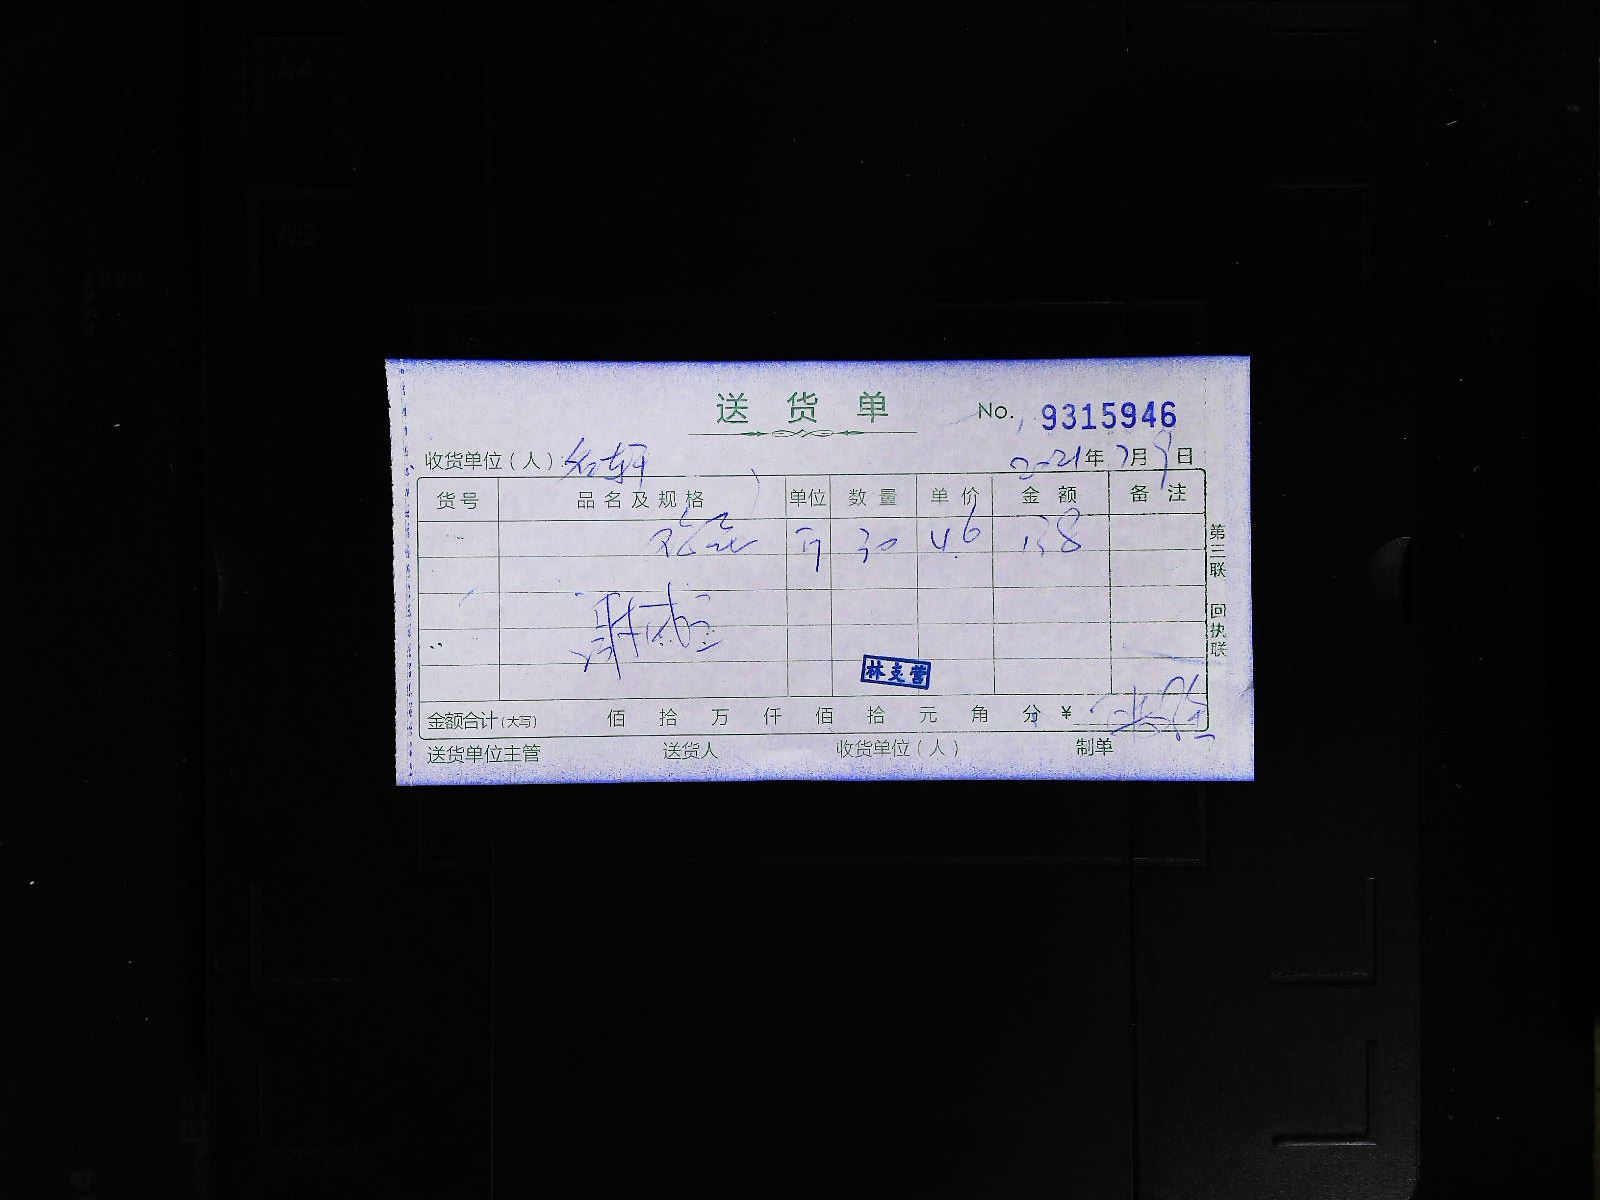 送货单
No. 9315946
收货单位(人): 名轩
2021年7月9日
货号 品名及规格 单位 数量 单价 金额 备注
30 4.6 138
林支营
金额合计(大写) 佰 拾 万 仟 佰 拾 元 角 分 ¥
送货单位主管 送货人 收货单位(人) 制单
第三联 回执联
A4
A5